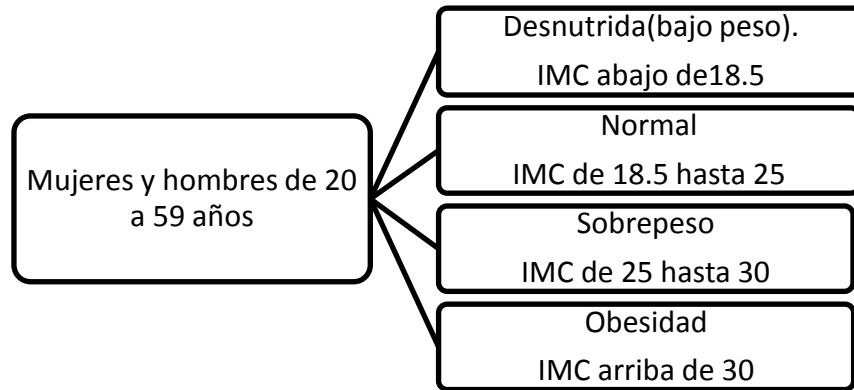 Mujeres y hombres de 20
a 59 años
Desnutrida(bajo peso).
IMC abajo de18.5
Normal
IMC de 18.5 hasta 25
Sobrepeso
IMC de 25 hasta 30
Obesidad
IMC arriba de 30